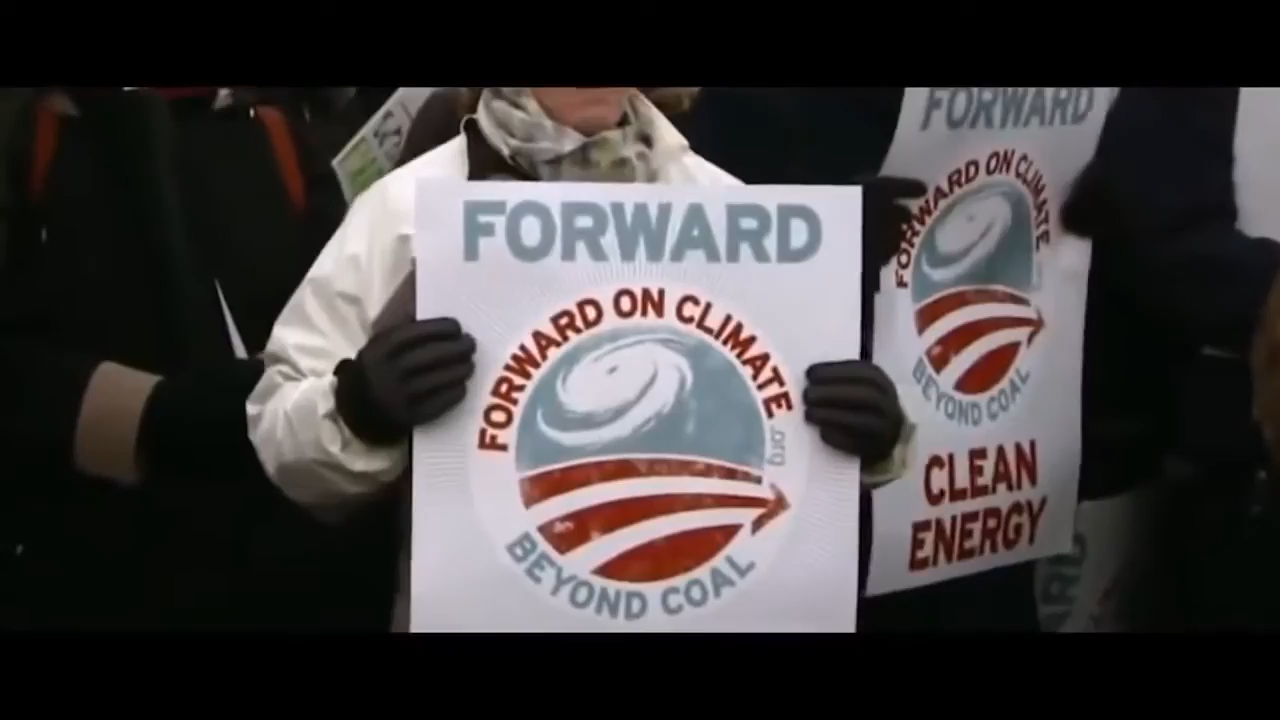 FORWARD
FORWARD ON CLIMATE
.org
BEYOND COAL
FORWARD
FORWARD ON CLIMATE
BEYOND COAL
CLEAN
ENERGY